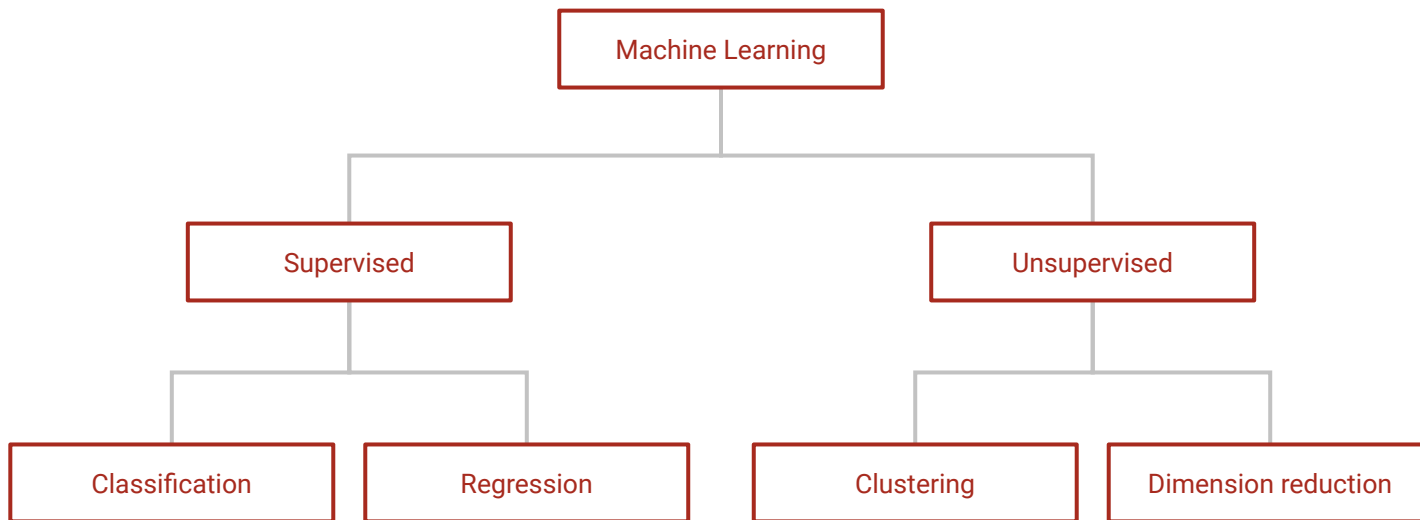 Machine Learning
Supervised
Unsupervised
Classification
Regression
Clustering
Dimension reduction